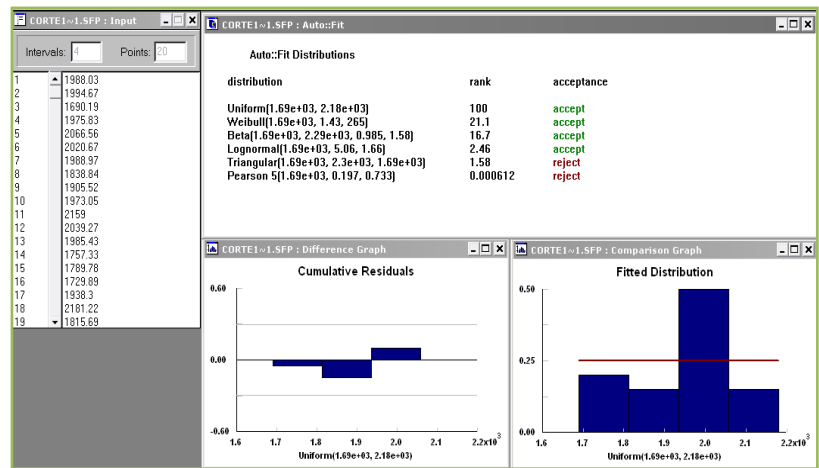 CORTE1~1.SFP : Input
Intervals: 4 Points: 20
1 1988.03
2 1994.67
3 1690.19
4 1975.83
5 2066.56
6 2020.67
7 1988.97
8 1838.84
9 1905.52
10 1973.05
11 2159
12 2039.27
13 1985.43
14 1757.33
15 1789.78
16 1729.89
17 1938.3
18 2181.22
19 1815.69
CORTE1~1.SFP : Auto::Fit
Auto::Fit Distributions
distribution rank acceptance
Uniform(1.69e+03, 2.18e+03) 100 accept
Weibull(1.69e+03, 1.43, 265) 21.1 accept
Beta(1.69e+03, 2.29e+03, 0.985, 1.58) 16.7 accept
Lognormal(1.69e+03, 5.06, 1.66) 2.46 accept
Triangular(1.69e+03, 2.3e+03, 1.69e+03) 1.58 reject
Pearson 5(1.69e+03, 0.197, 0.733) 0.000612 reject
CORTE1~1.SFP : Difference Graph
Cumulative Residuals
0.60
0.00
-0.60
1.6 1.7 1.8 1.9 2.0 2.1 2.2x10³
Uniform(1.69e+03, 2.18e+03)
CORTE1~1.SFP : Comparison Graph
Fitted Distribution
0.50
0.25
0.00
1.6 1.7 1.8 1.9 2.0 2.1 2.2x10³
Uniform(1.69e+03, 2.18e+03)